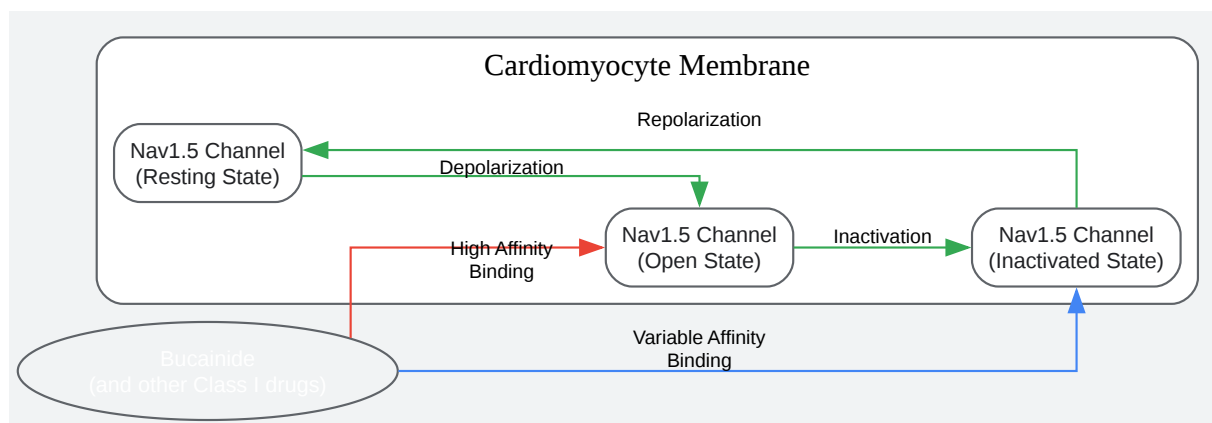 Cardiomyocyte Membrane
Repolarization
Nav1.5 Channel
(Resting State)
Depolarization
High Affinity
Binding
Nav1.5 Channel
(Open State)
Inactivation
Nav1.5 Channel
(Inactivated State)
Bucainide
(and other Class I drugs)
Variable Affinity
Binding